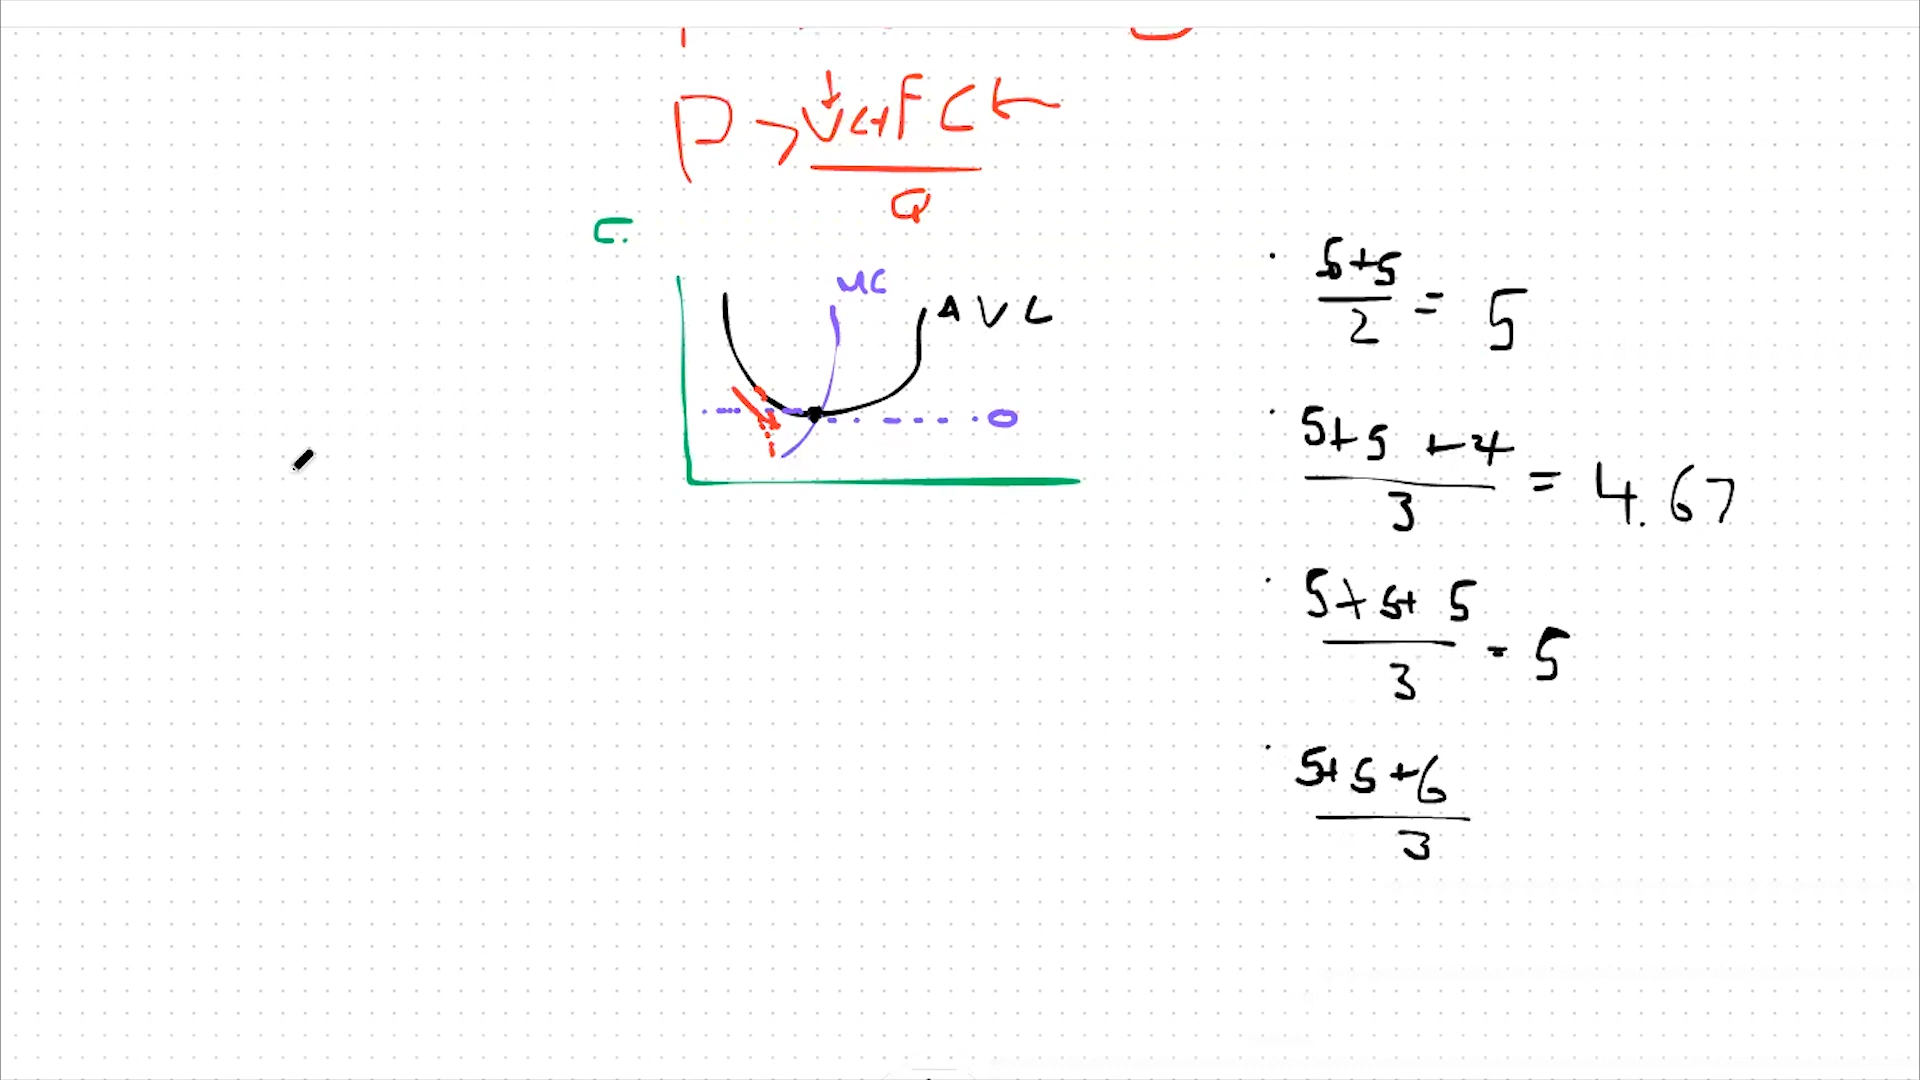 P > VC+FC ←
Q
C.
MC
AVC
5+5
2
= 5
5+5+4
3
= 4.67
5+5+5
3
= 5
5+5+6
3